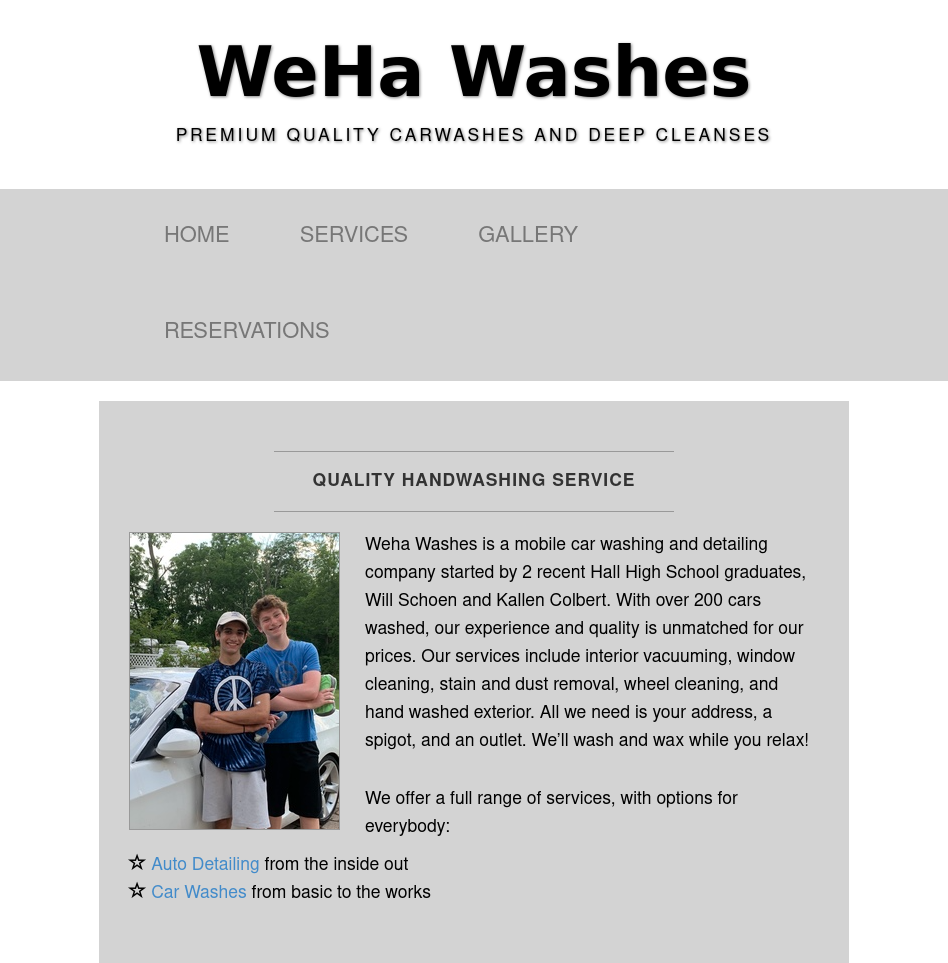 WeHa Washes
PREMIUM QUALITY CARWASHES AND DEEP CLEANSES
HOME SERVICES GALLERY
RESERVATIONS
QUALITY HANDWASHING SERVICE
Weha Washes is a mobile car washing and detailing
company started by 2 recent Hall High School graduates,
Will Schoen and Kallen Colbert. With over 200 cars
washed, our experience and quality is unmatched for our
prices. Our services include interior vacuuming, window
cleaning, stain and dust removal, wheel cleaning, and
hand washed exterior. All we need is your address, a
spigot, and an outlet. We’ll wash and wax while you relax!
We offer a full range of services, with options for
everybody:
Auto Detailing from the inside out
Car Washes from basic to the works